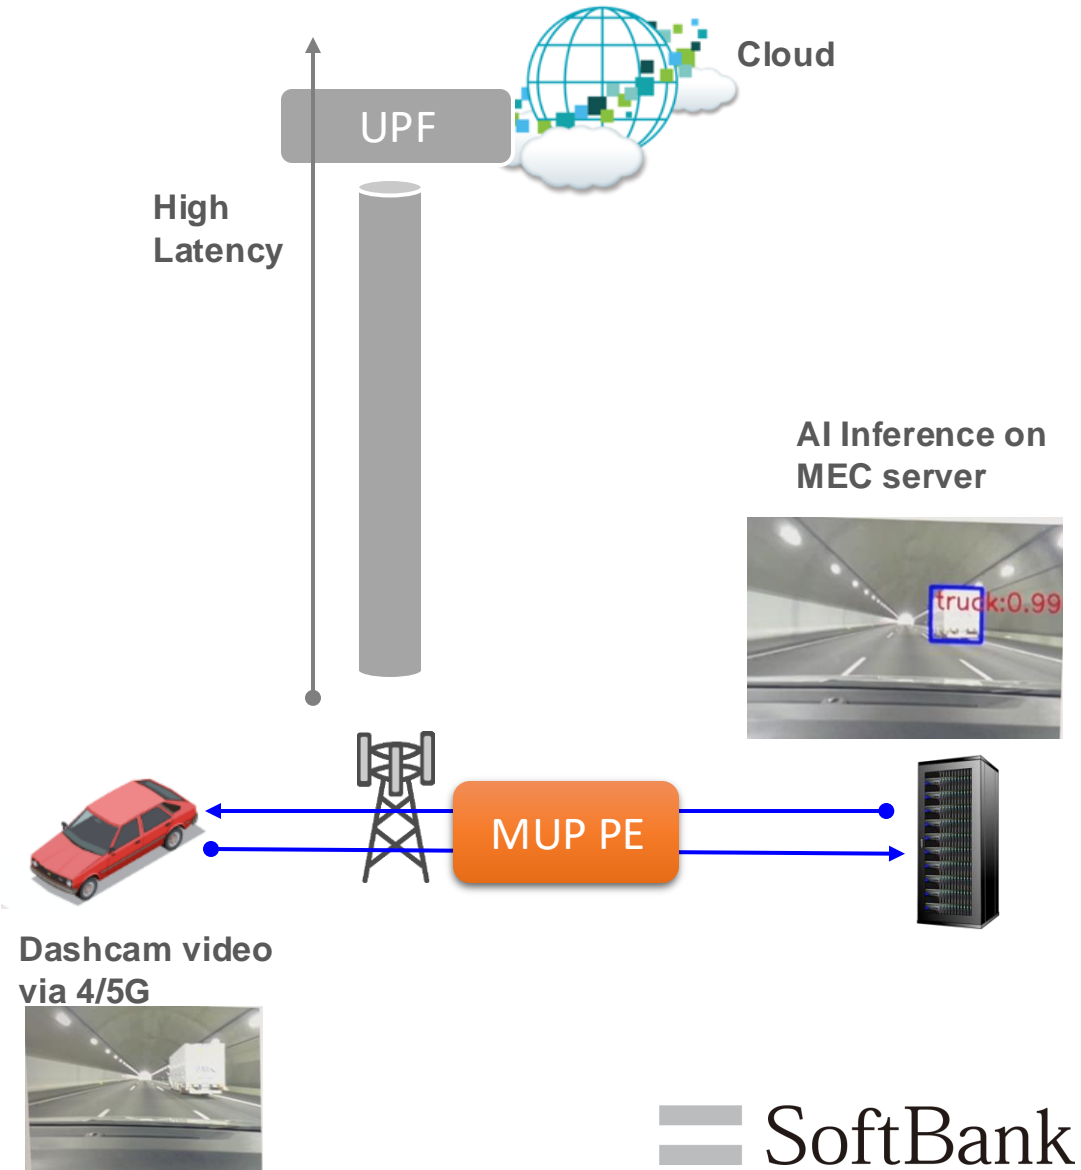 Cloud
UPF
High
Latency
AI Inference on
MEC server
truck:0.99
MUP PE
Dashcam video
via 4/5G
SoftBank